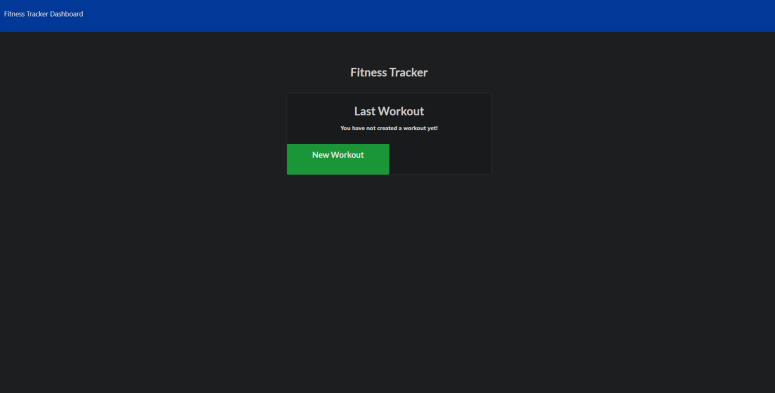 Fitness Tracker Dashboard
Fitness Tracker
Last Workout
You have not created a workout yet!
New Workout